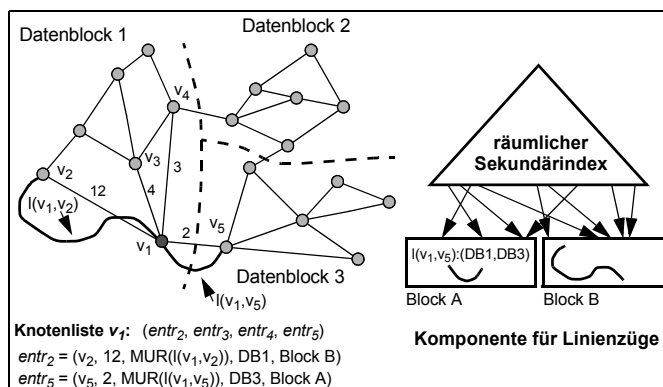 Datenblock 1
Datenblock 2
v4
v3
v2
3
12
4
l(v1,v2)
2
v1
v5
Datenblock 3
l(v1,v5)
räumlicher
Sekundärindex
l(v1,v5):(DB1,DB3)
Block A
Block B
Knotenliste v1: (entr2, entr3, entr4, entr5)
entr2 = (v2, 12, MUR(l(v1,v2)), DB1, Block B)
entr5 = (v5, 2, MUR(l(v1,v5)), DB3, Block A)
Komponente für Linienzüge